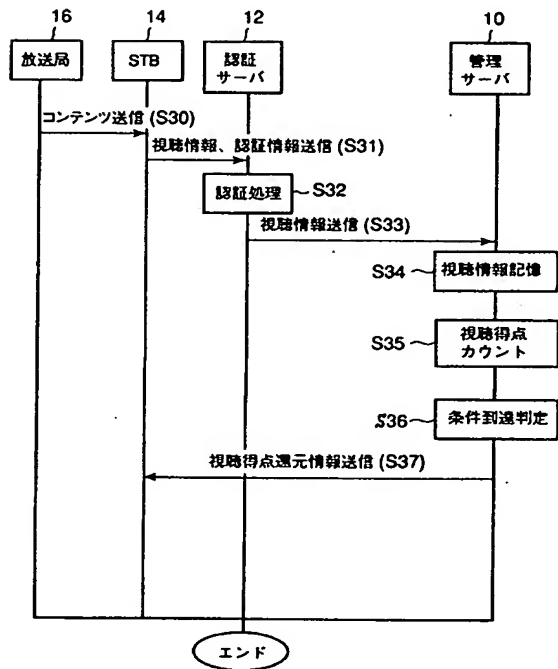 16
14
12
10
放送局
STB
認証
サーバ
管理
サーバ
コンテンツ送信 (S30)
視聴情報、認証情報送信 (S31)
認証処理
S32
視聴情報送信 (S33)
S34
視聴情報記憶
S35
視聴得点
カウント
S36
条件到達判定
視聴得点還元情報送信 (S37)
エンド